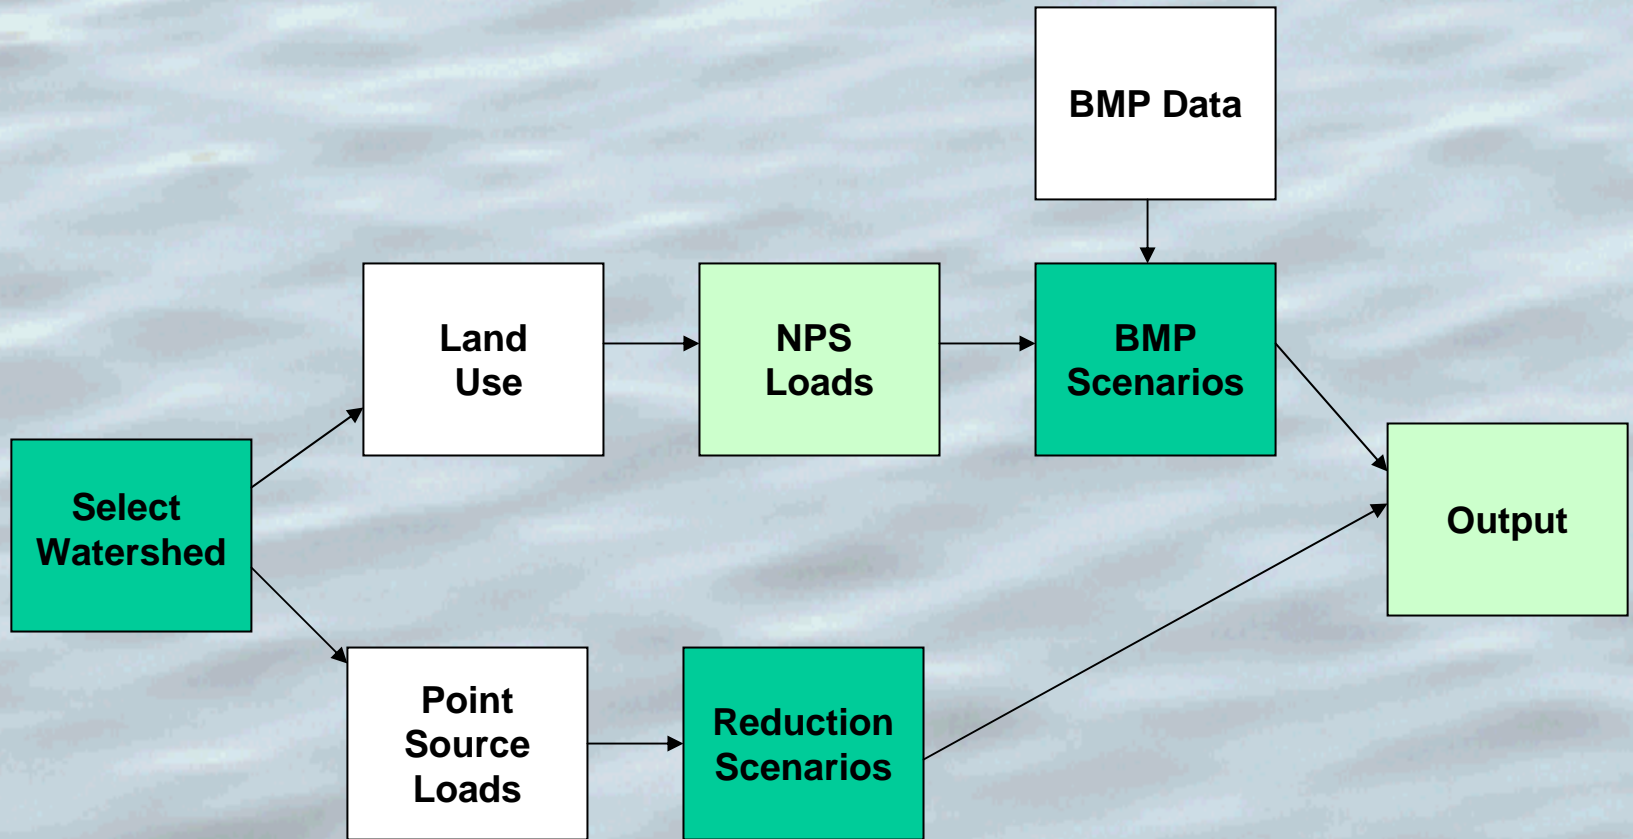 BMP Data
Land
Use
NPS
Loads
BMP
Scenarios
Select
Watershed
Output
Point
Source
Loads
Reduction
Scenarios